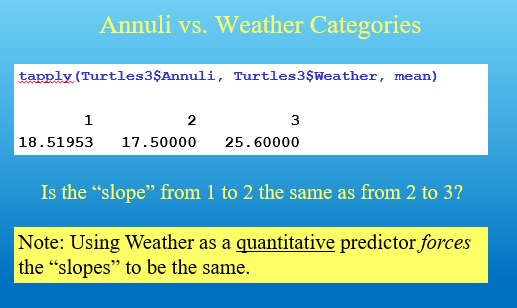 Annuli vs. Weather Categories
tapply(Turtles3$Annuli, Turtles3$Weather, mean)
1 2 3
18.51953 17.50000 25.60000
Is the “slope” from 1 to 2 the same as from 2 to 3?
Note: Using Weather as a quantitative predictor forces
the “slopes” to be the same.